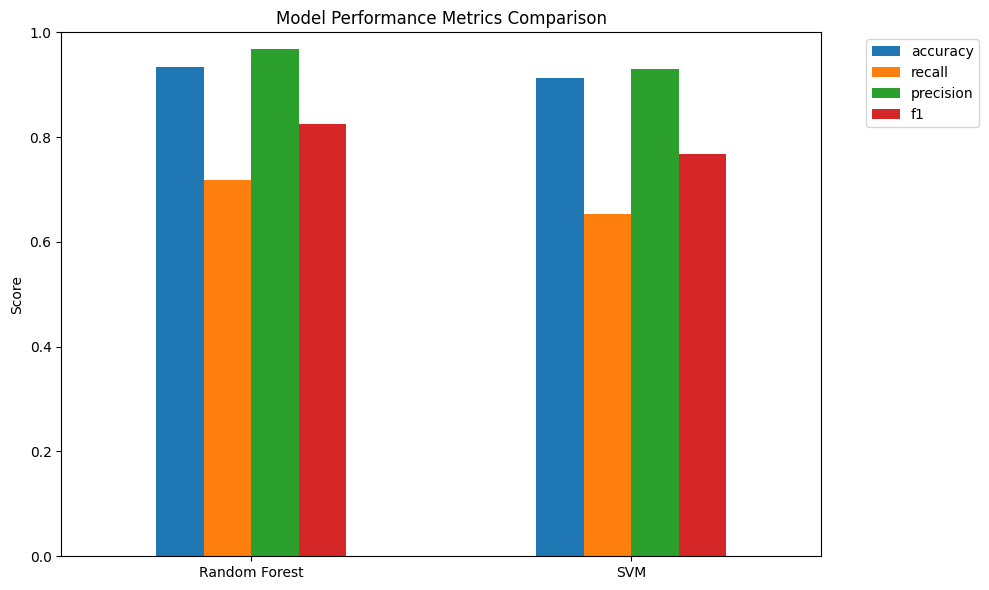 Model Performance Metrics Comparison
1.0
0.8
0.6
0.4
0.2
0.0
Score
Random Forest
SVM
accuracy
recall
precision
f1